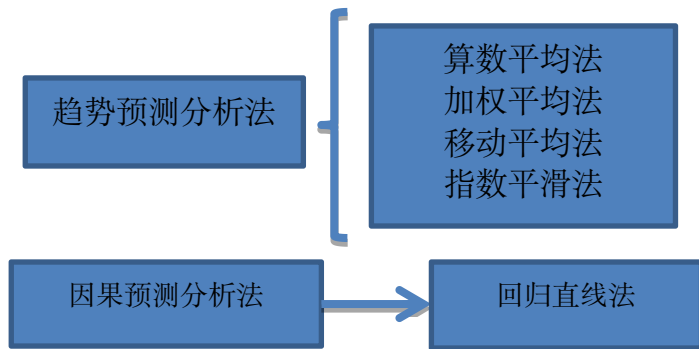 趋势预测分析法
算数平均法
加权平均法
移动平均法
指数平滑法
因果预测分析法
回归直线法